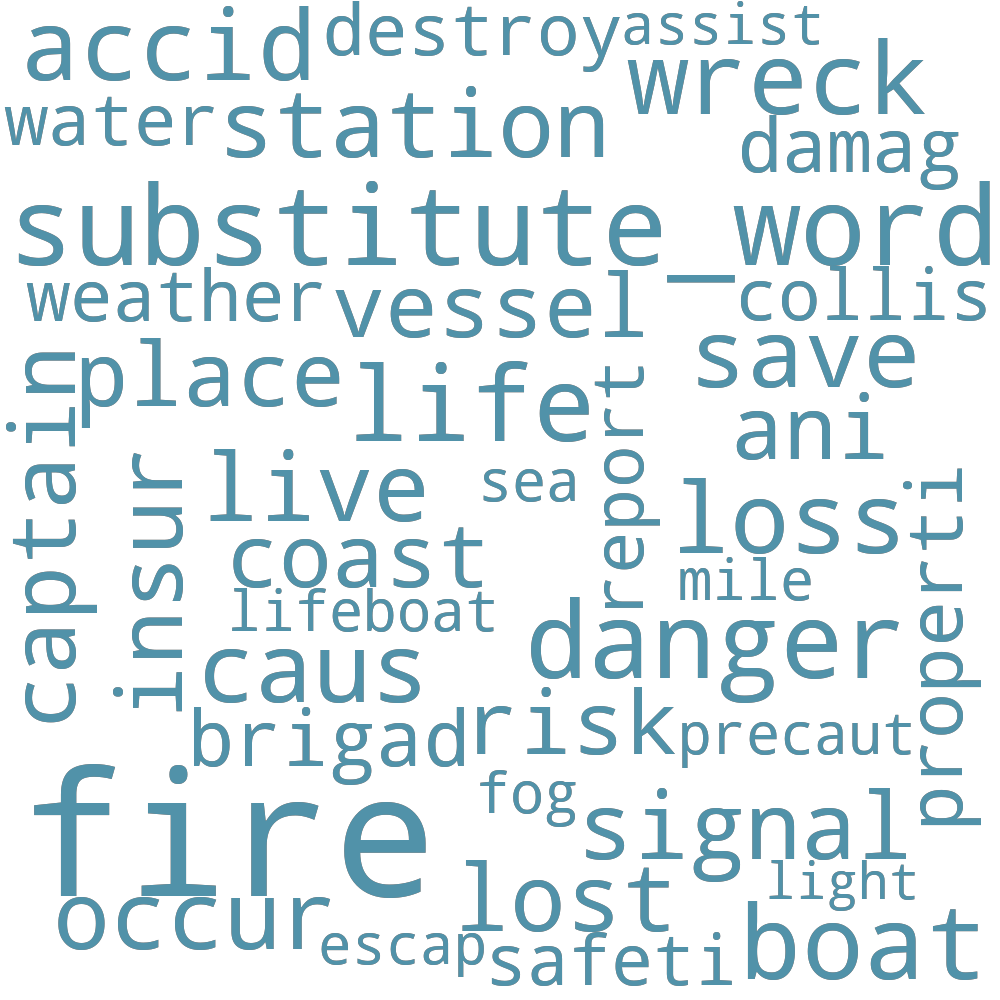 accid destroy assist
wreck
water station
damag
substitute_word
weather vessel collis
place life save
captain
report
ani
insur
live sea loss
properti
coast
mile
lifeboat
danger
caus
brigad risk precaut
fire
fog signal
light
occur lost boat
escap safeti